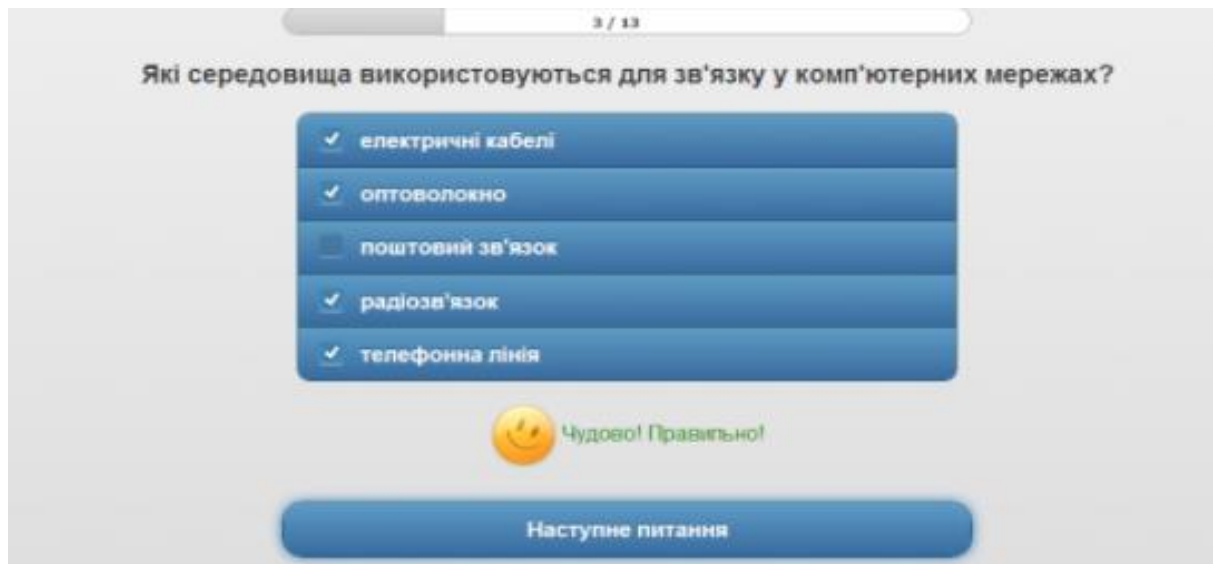 3 / 13
Які середовища використовуються для зв'язку у комп'ютерних мережах?
електричні кабелі
оптоволокно
поштовий зв'язок
радіозв'язок
телефонна лінія
Чудово! Правильно!
Наступне питання